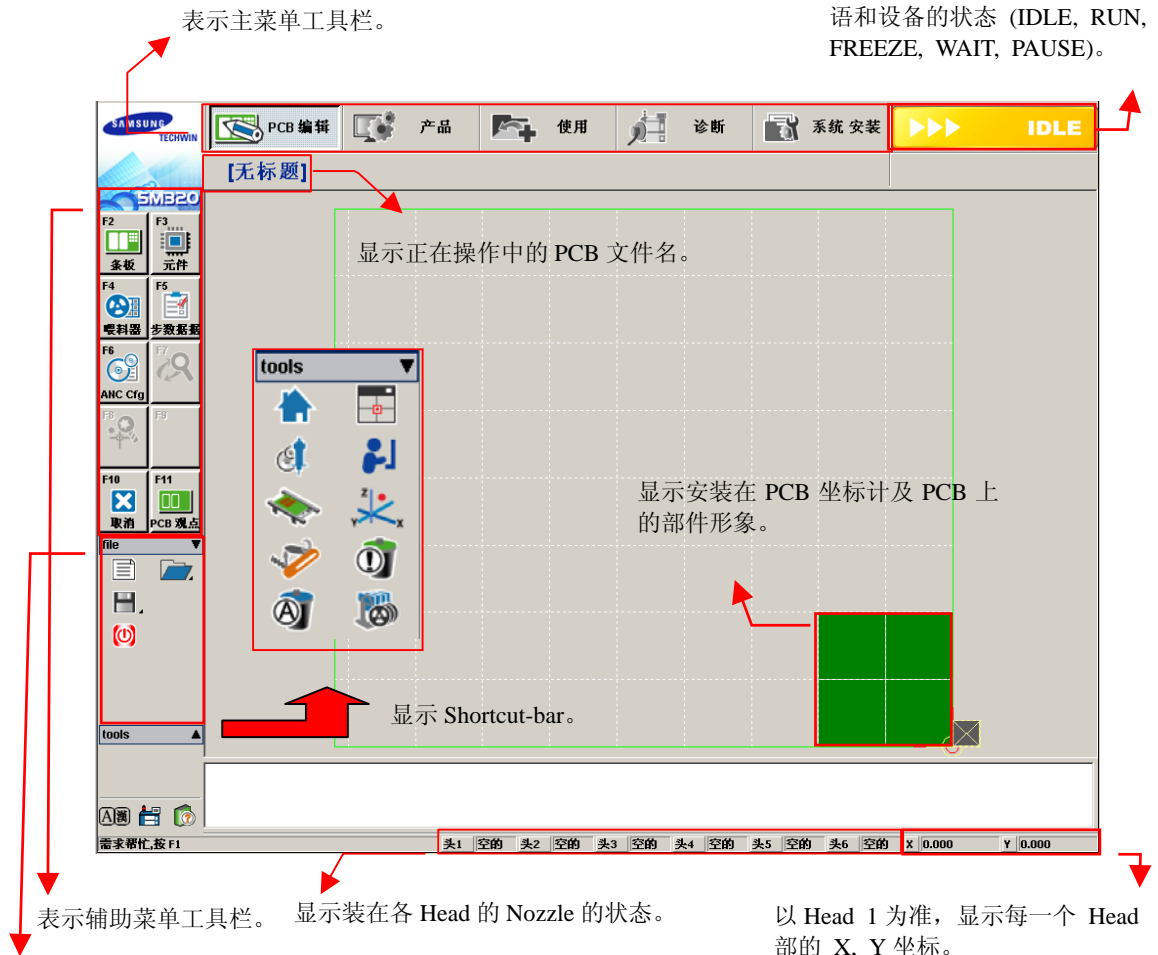 表示主菜单工具栏。
语和设备的状态 (IDLE, RUN,
FREEZE, WAIT, PAUSE)。
SAMSUNG
TECHWIN
PCB 编辑
产品
使用
诊断
系统 安装
IDLE
[无标题]
SM320
F2
条板
F3
元件
显示正在操作中的 PCB 文件名。
F4
喂料器
F5
步数据据
F6
ANC Cfg
F7
tools
F8
F9
F10
取消
F11
PCB 观点
Z
Y
X
显示安装在 PCB 坐标计及 PCB 上
的部件形象。
file
A
显示 Shortcut-bar。
tools
A 漢
需求帮忙,按 F1
头1 空的 头2 空的 头3 空的 头4 空的 头5 空的 头6 空的 X 0.000 Y 0.000
表示辅助菜单工具栏。
显示装在各 Head 的 Nozzle 的状态。
以 Head 1 为准，显示每一个 Head
部的 X, Y 坐标。